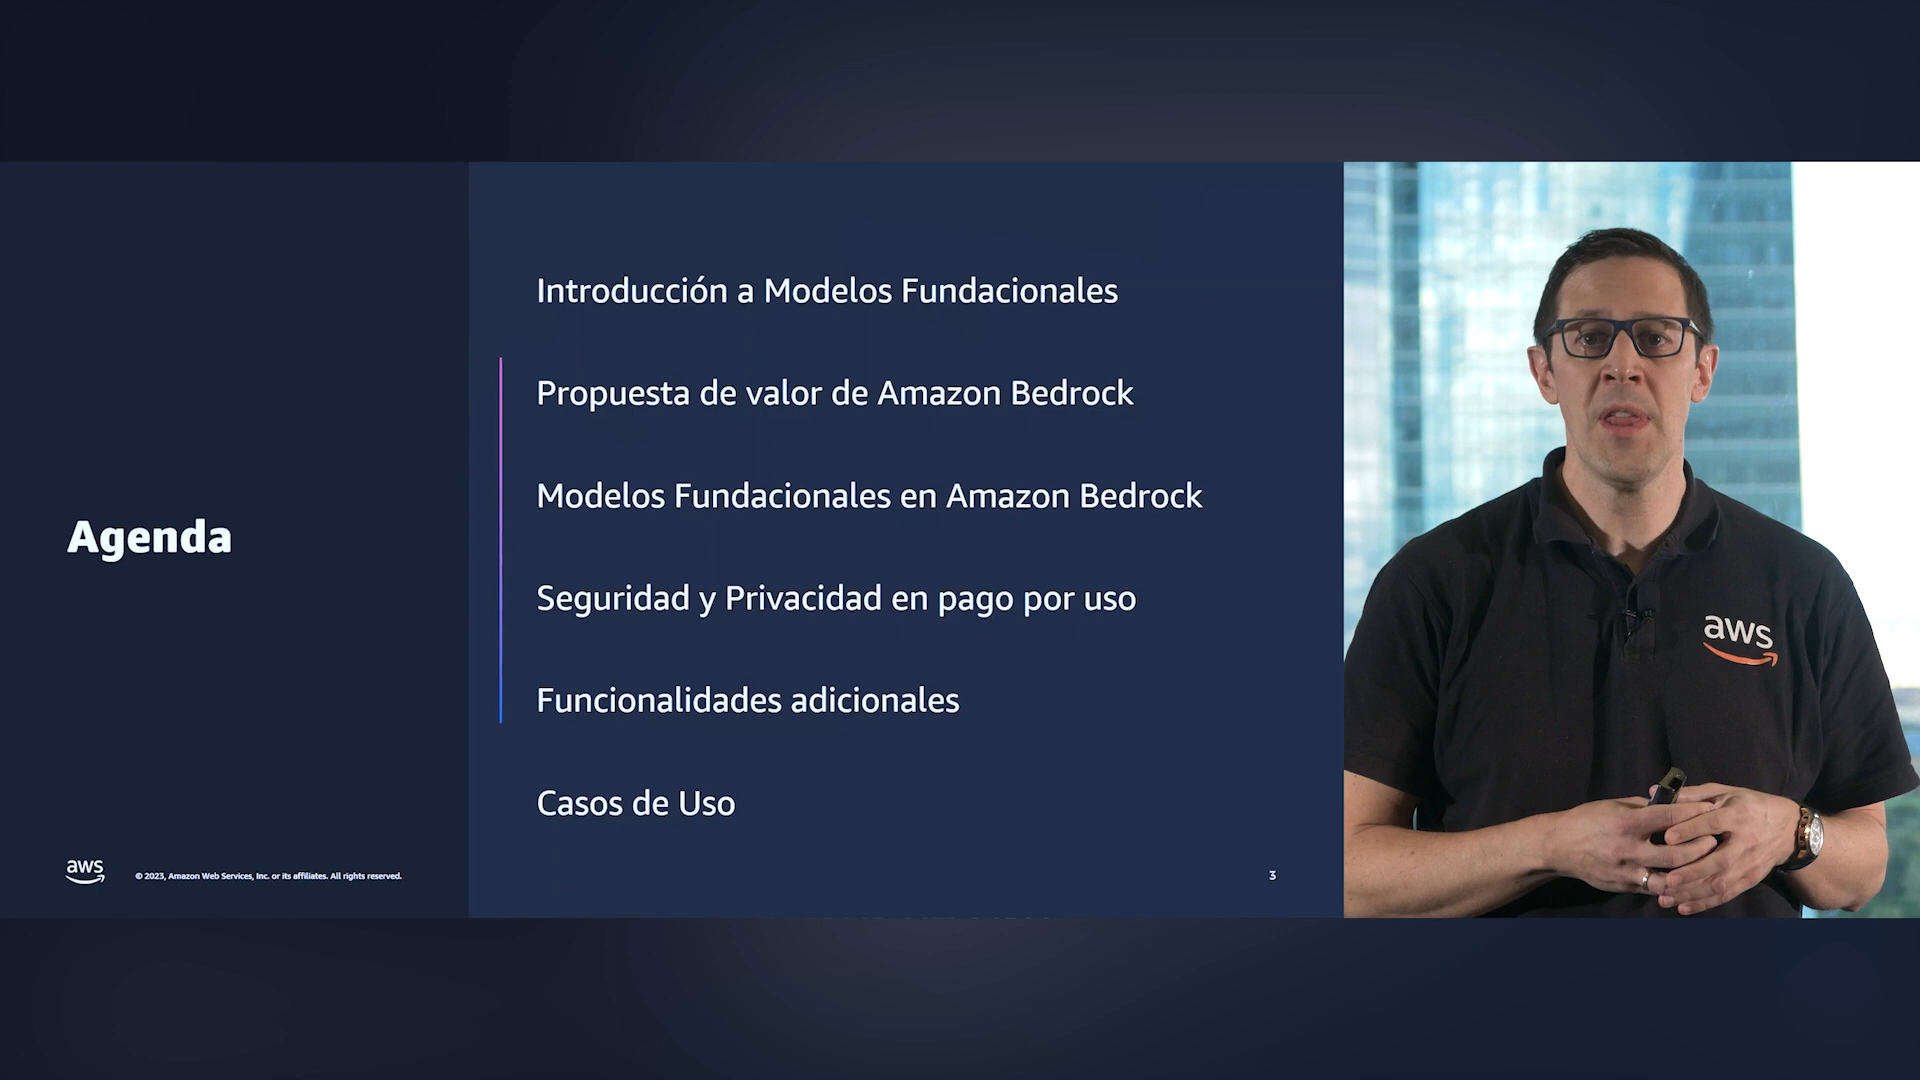 Agenda
Introducción a Modelos Fundacionales
Propuesta de valor de Amazon Bedrock
Modelos Fundacionales en Amazon Bedrock
Seguridad y Privacidad en pago por uso
Funcionalidades adicionales
Casos de Uso
aws
© 2023, Amazon Web Services, Inc. or its affiliates. All rights reserved.
3
aws